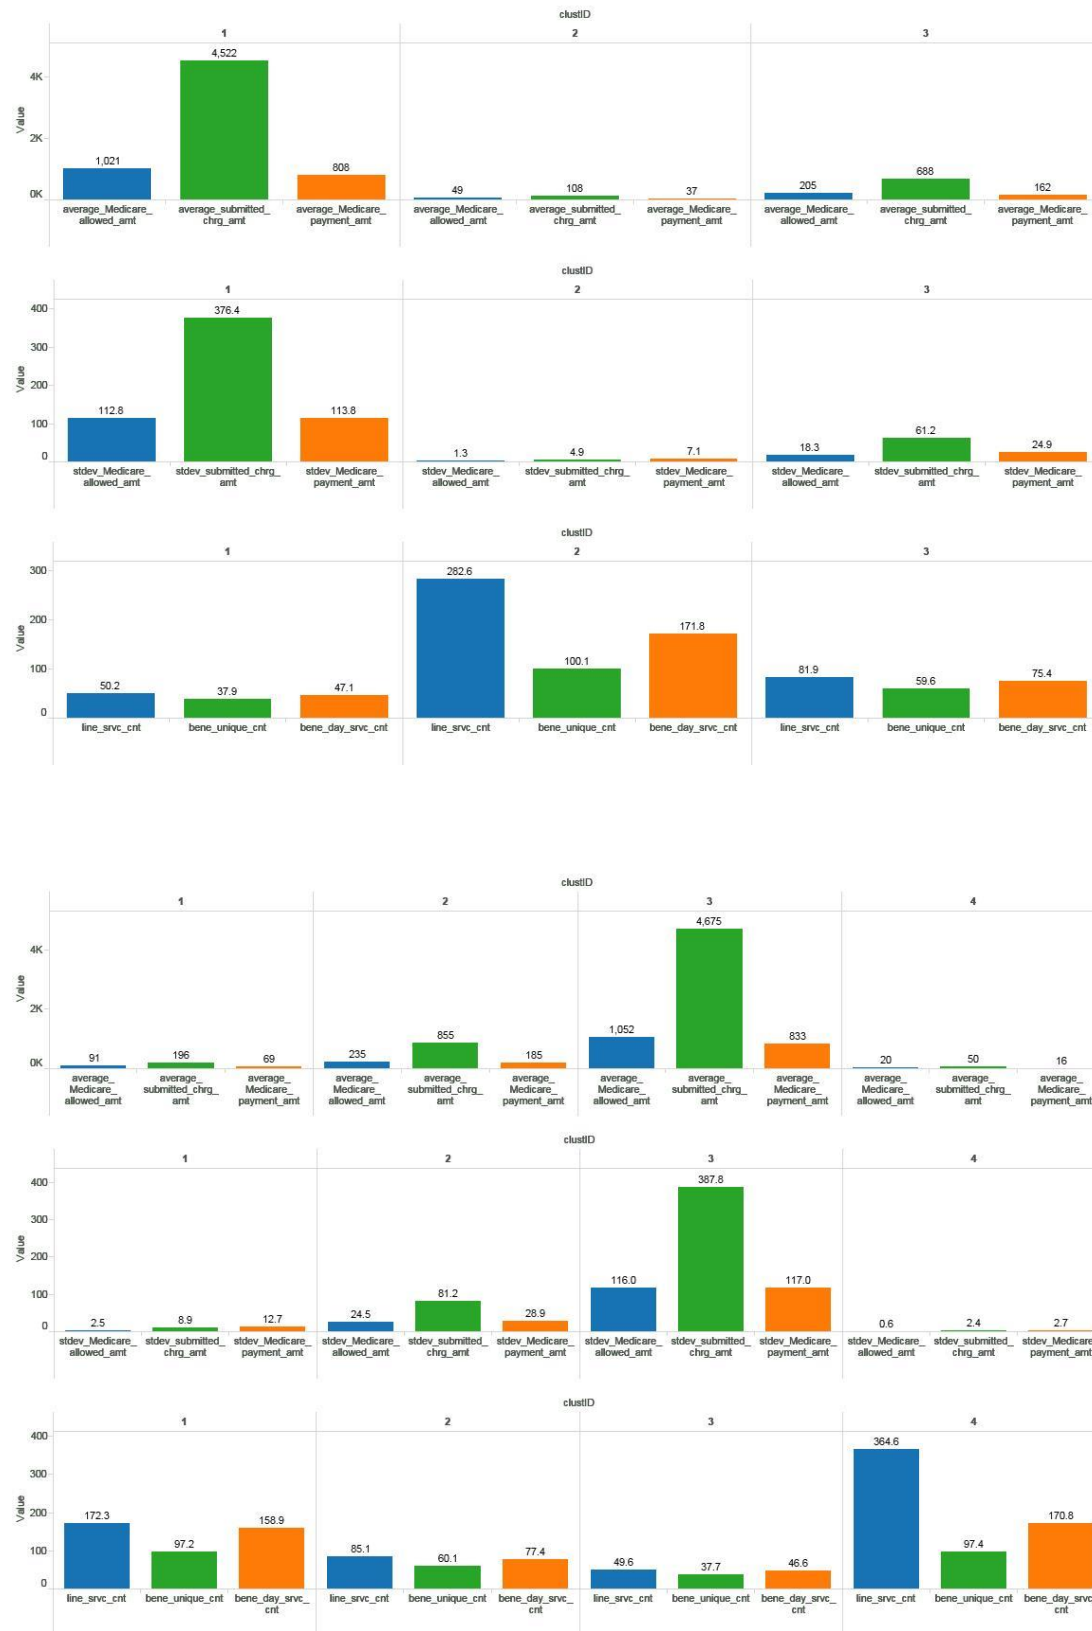 clustID
1 2 3
4,522
4K
Value
2K
1,021 808
688
49 108 37 205 162
0K
average_Medicare_ average_submitted_ average_Medicare_ average_Medicare_ average_submitted_ average_Medicare_ average_Medicare_ average_submitted_ average_Medicare_
allowed_amt chrg_amt payment_amt allowed_amt chrg_amt payment_amt allowed_amt chrg_amt payment_amt
clustID
1 2 3
400
376.4
300
Value
200
112.8 113.8
100
61.2
1.3 4.9 7.1 18.3 24.9
0
stdev_Medicare_ stdev_submitted_chrg_ stdev_Medicare_ stdev_Medicare_ stdev_submitted_chrg_ stdev_Medicare_ stdev_Medicare_ stdev_submitted_chrg_ stdev_Medicare_
allowed_amt amt payment_amt allowed_amt amt payment_amt allowed_amt amt payment_amt
clustID
1 2 3
300
282.6
Value
200
171.8
100
100.1
50.2 37.9 47.1 81.9 59.6 75.4
0
line_srvc_cnt bene_unique_cnt bene_day_srvc_cnt line_srvc_cnt bene_unique_cnt bene_day_srvc_cnt line_srvc_cnt bene_unique_cnt bene_day_srvc_cnt
clustID
1 2 3 4
4,675
4K
Value
2K
855 1,052 833
91 196 69 235 185 20 50 16
0K
average_ average_ average_ average_ average_ average_ average_ average_ average_ average_ average_ average_
Medicare_ submitted_chrg_ Medicare_ Medicare_ submitted_chrg_ Medicare_ Medicare_ submitted_chrg_ Medicare_ Medicare_ submitted_chrg_ Medicare_
allowed_amt amt payment_amt allowed_amt amt payment_amt allowed_amt amt payment_amt allowed_amt amt payment_amt
clustID
1 2 3 4
400
387.8
300
Value
200
116.0 117.0
100
81.2
2.5 8.9 12.7 24.5 28.9 0.6 2.4 2.7
0
stdev_Medicare_ stdev_submitted_ stdev_Medicare_ stdev_Medicare_ stdev_submitted_ stdev_Medicare_ stdev_Medicare_ stdev_submitted_ stdev_Medicare_ stdev_Medicare_ stdev_submitted_ stdev_Medicare_
allowed_amt chrg_amt payment_amt allowed_amt chrg_amt payment_amt allowed_amt chrg_amt payment_amt allowed_amt chrg_amt payment_amt
clustID
1 2 3 4
400
364.6
300
Value
200
172.3 158.9 170.8
100
97.2 85.1 60.1 77.4 49.6 37.7 46.6 97.4
0
line_srvc_cnt bene_unique_cnt bene_day_srvc_ line_srvc_cnt bene_unique_cnt bene_day_srvc_ line_srvc_cnt bene_unique_cnt bene_day_srvc_ line_srvc_cnt bene_unique_cnt bene_day_srvc_
cnt cnt cnt cnt